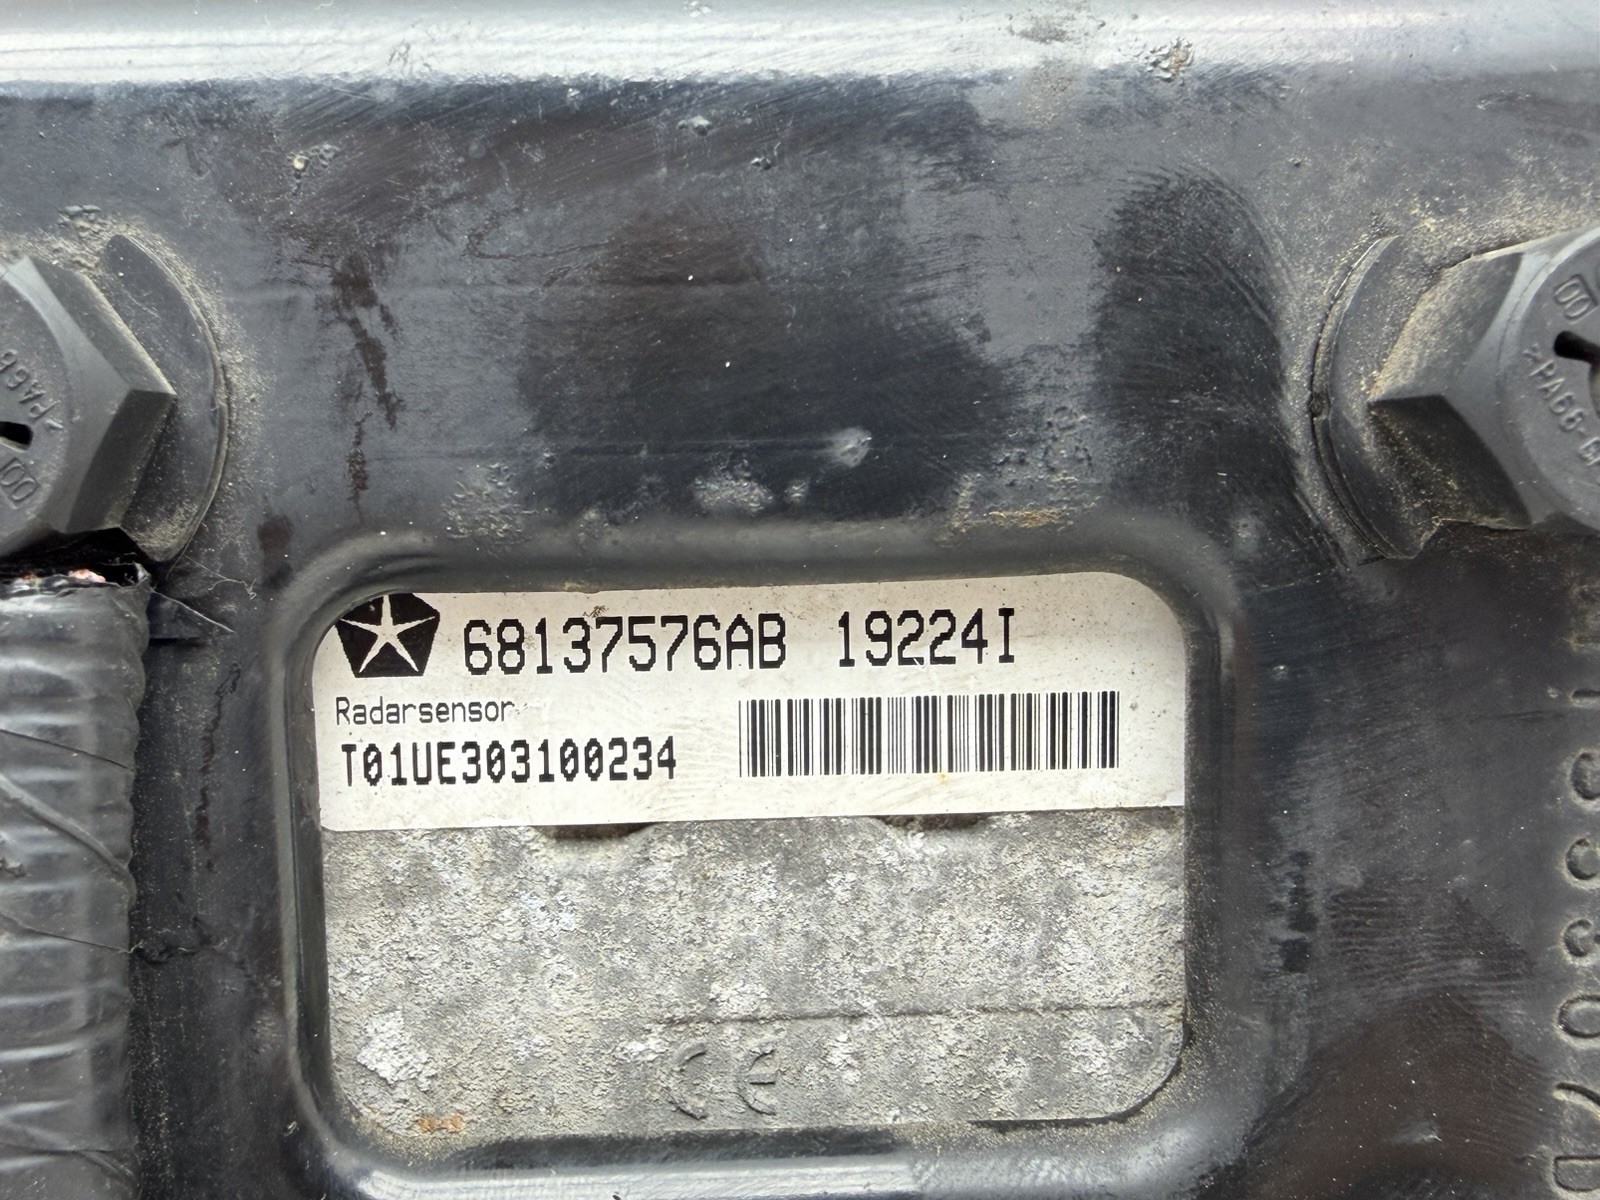 68137576AB 19224I
Radarsensor
T01UE303100234
CE